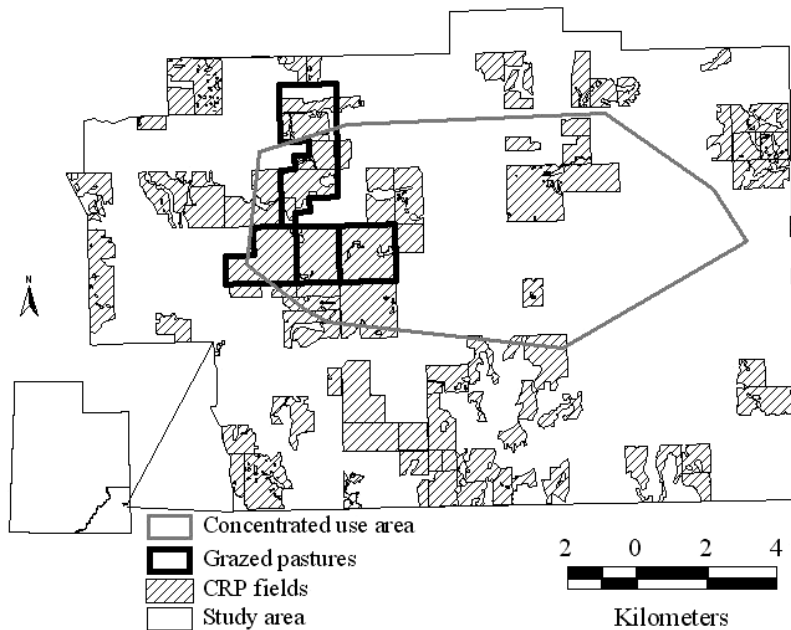 N
Concentrated use area
Grazed pastures
CRP fields
Study area
2 0 2 4
Kilometers